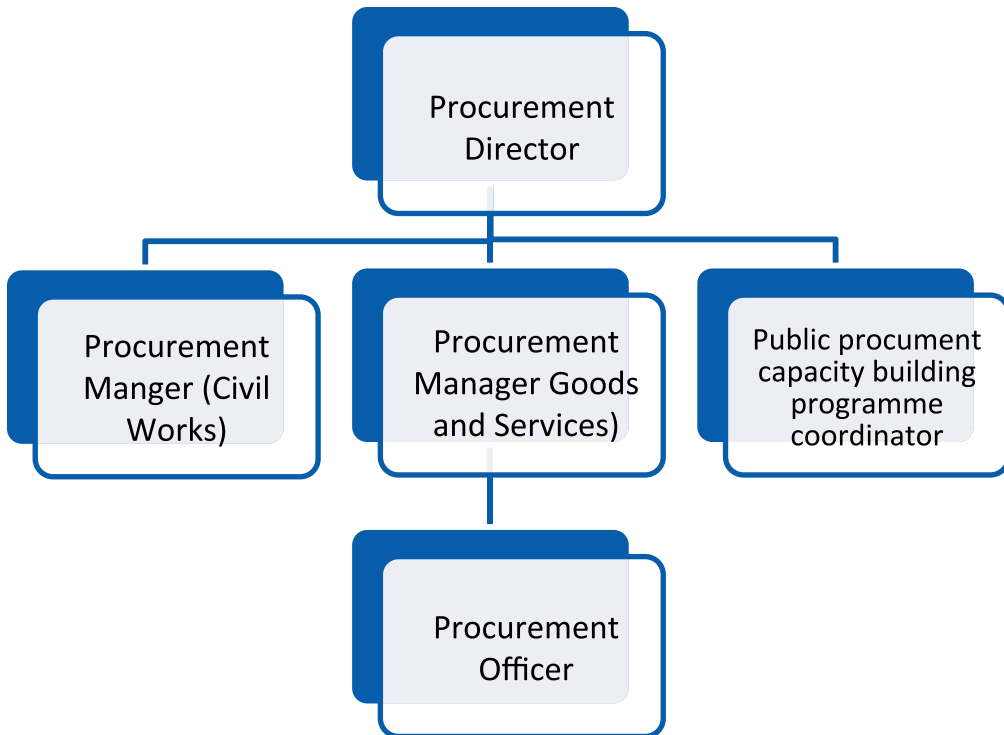 Procurement
Director
Procurement
Manger (Civil
Works)
Procurement
Manager Goods
and Services)
Public procument
capacity building
programme
coordinator
Procurement
Officer